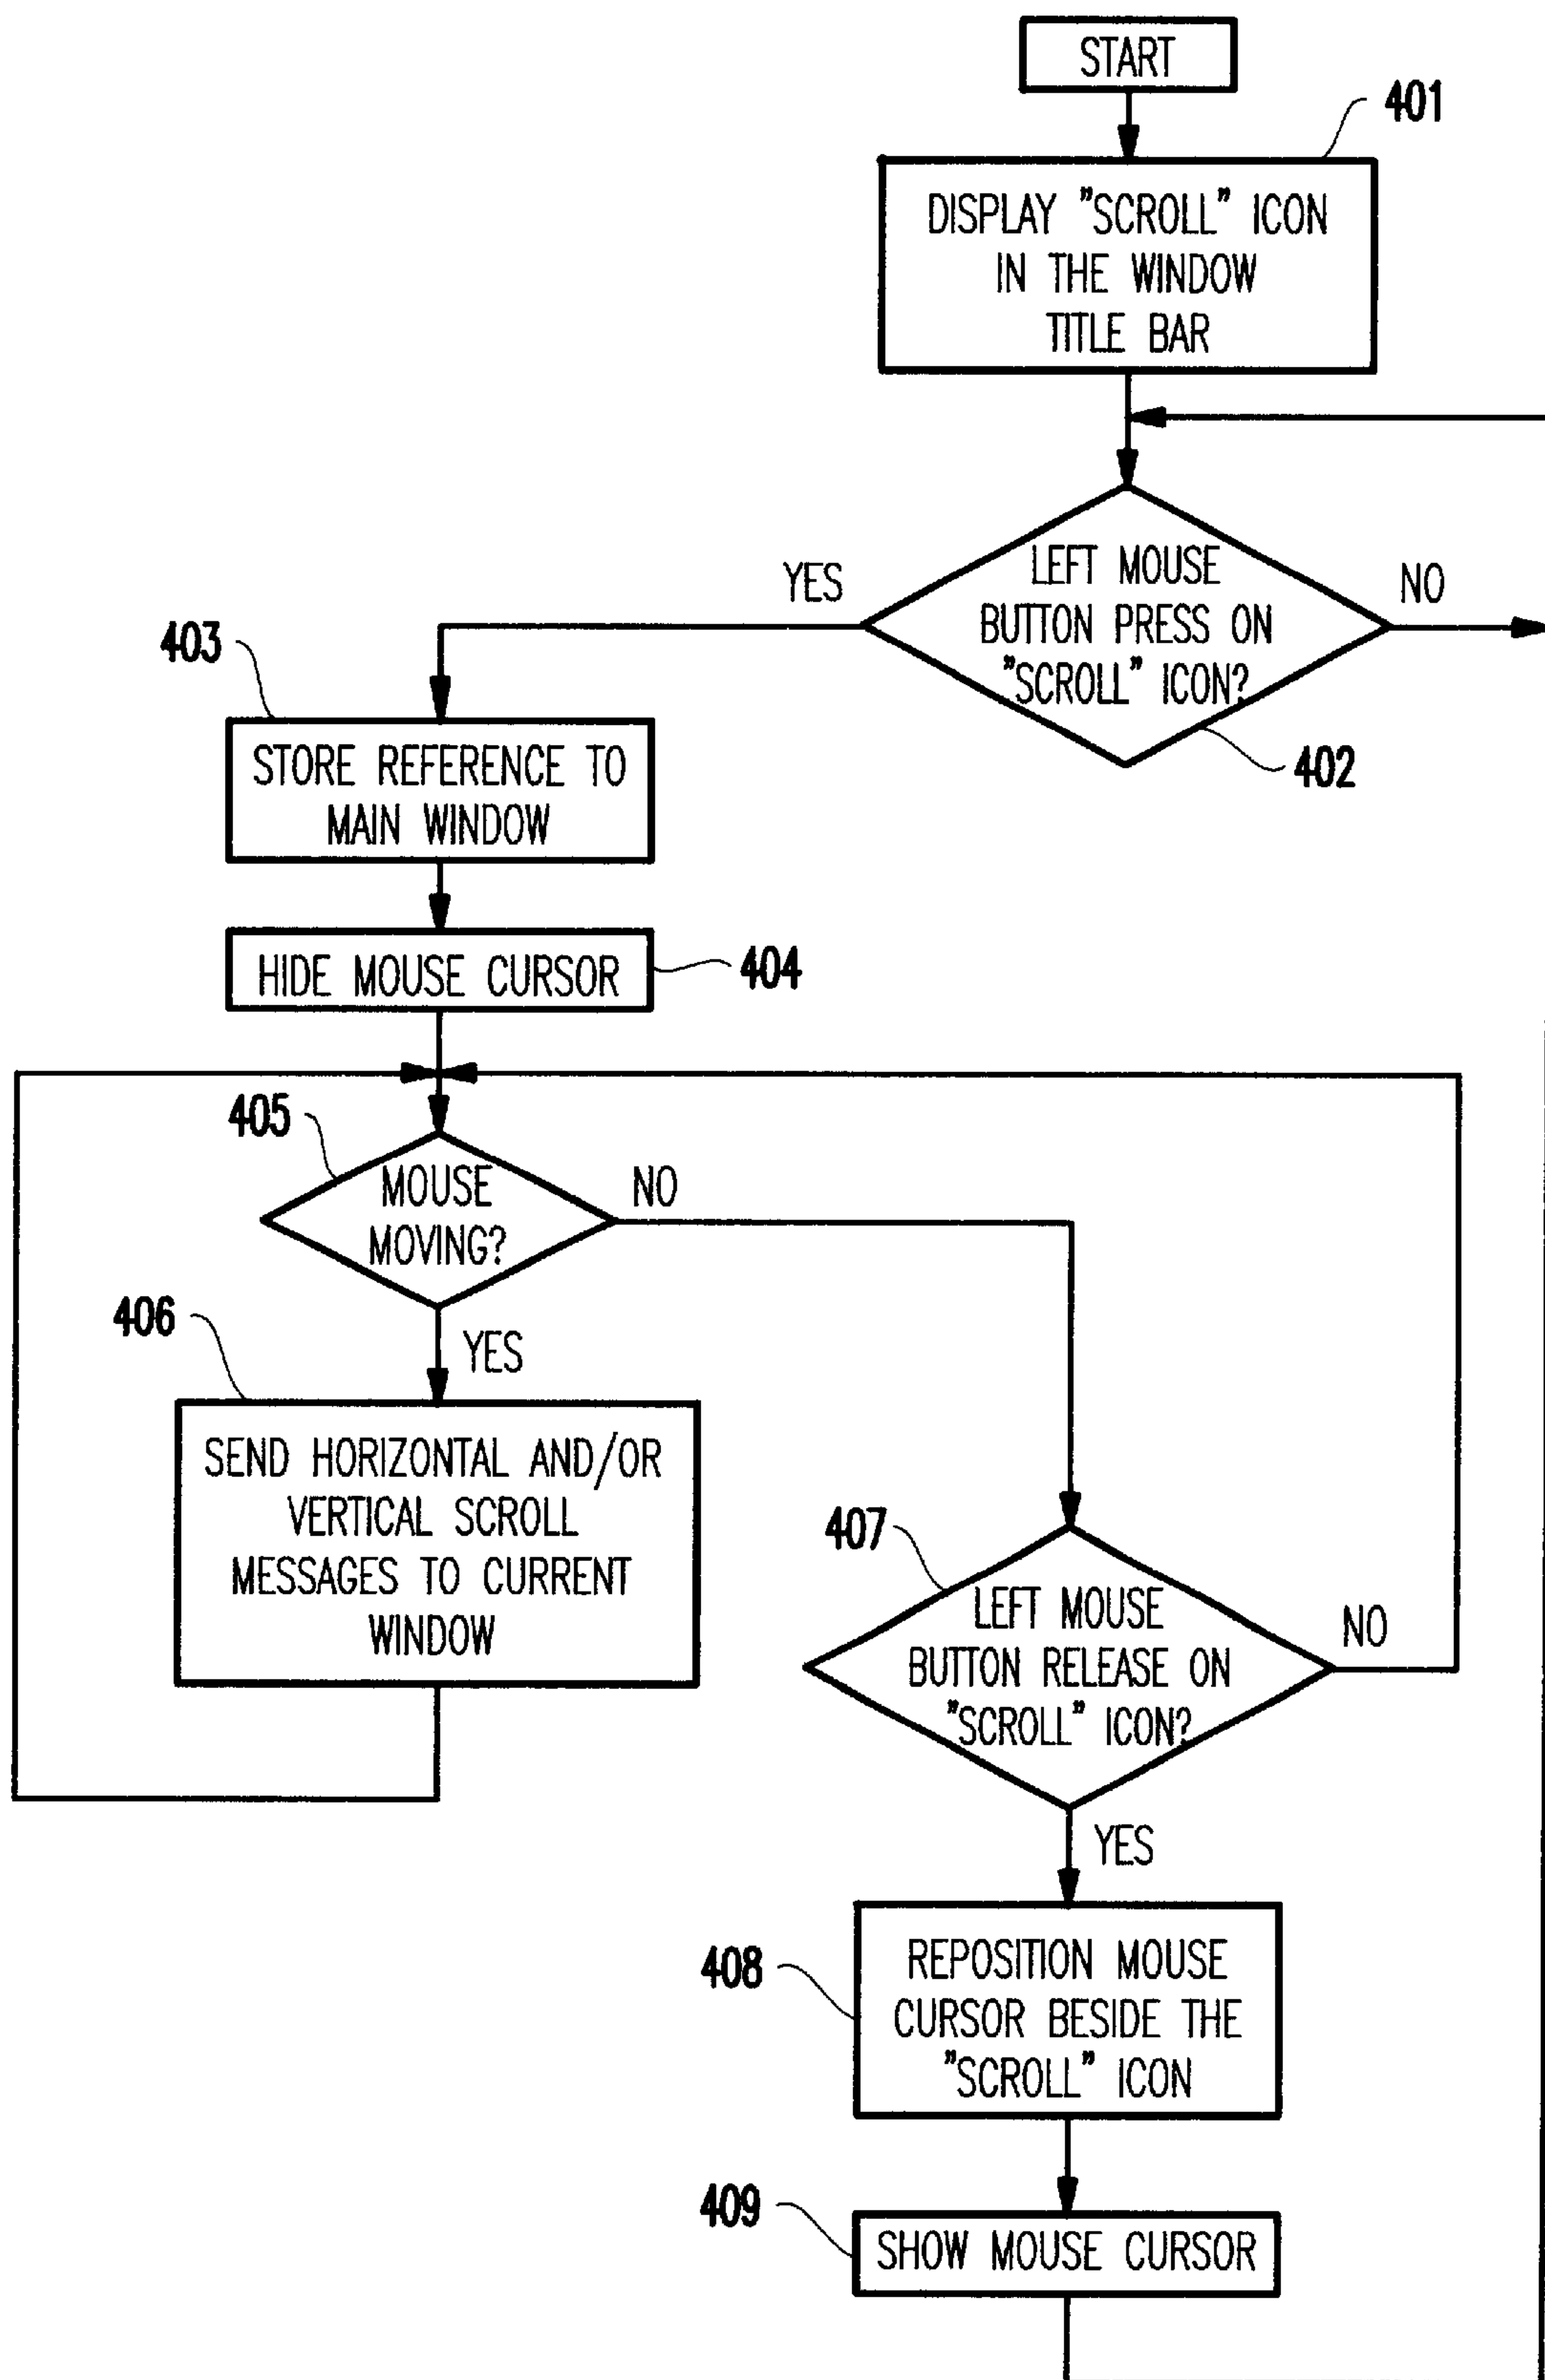 START
401
DISPLAY "SCROLL" ICON
IN THE WINDOW
TITLE BAR
YES
LEFT MOUSE
BUTTON PRESS ON
"SCROLL" ICON?
NO
402
403
STORE REFERENCE TO
MAIN WINDOW
HIDE MOUSE CURSOR
404
405
MOUSE
MOVING?
NO
YES
406
SEND HORIZONTAL AND/OR
VERTICAL SCROLL
MESSAGES TO CURRENT
WINDOW
407
LEFT MOUSE
BUTTON RELEASE ON
"SCROLL" ICON?
NO
YES
408
REPOSITION MOUSE
CURSOR BESIDE THE
"SCROLL" ICON
409
SHOW MOUSE CURSOR